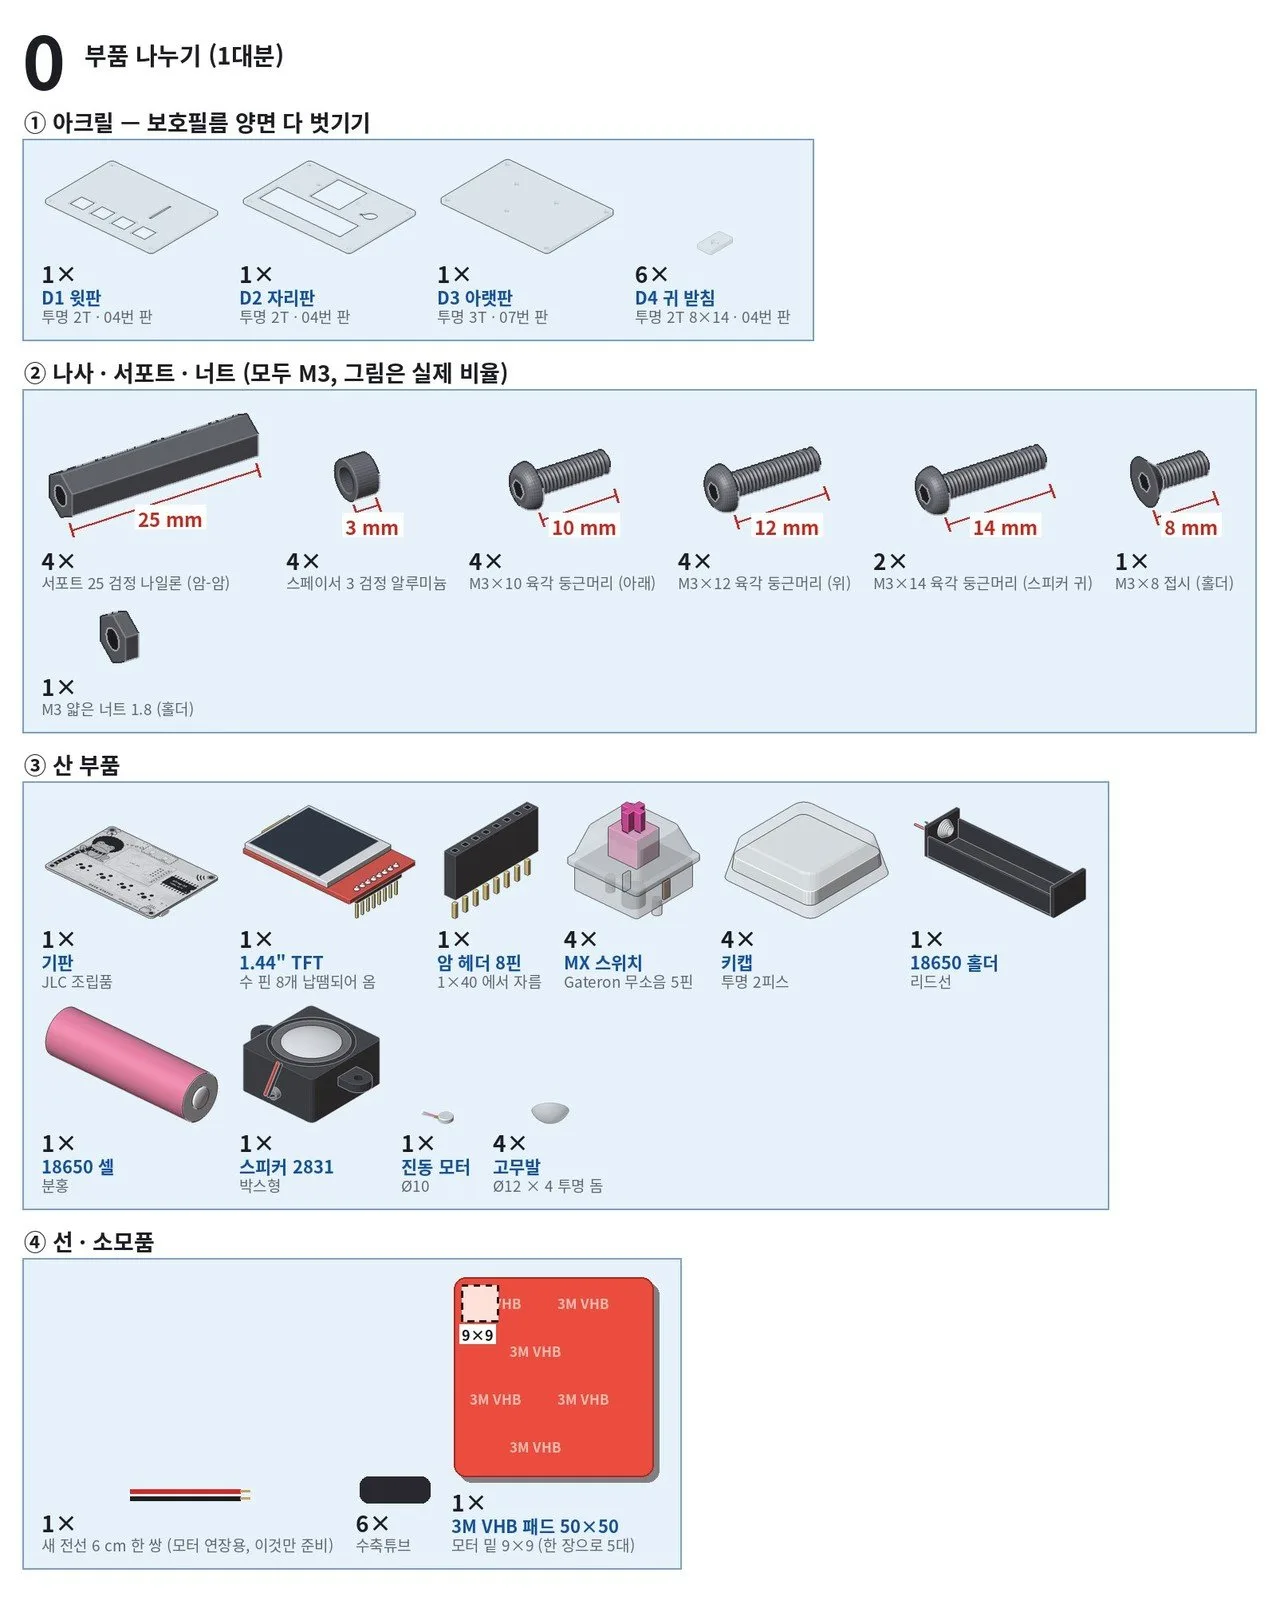 0 부품 나누기 (1대분)
① 아크릴 — 보호필름 양면 다 벗기기
1× 1× 1× 6×
D1 윗판 D2 자리판 D3 아랫판 D4 귀 받침
투명 2T · 04번 판 투명 2T · 04번 판 투명 3T · 07번 판 투명 2T 8×14 · 04번 판
② 나사 · 서포트 · 너트 (모두 M3, 그림은 실제 비율)
25 mm 3 mm 10 mm 12 mm 14 mm 8 mm
4× 4× 4× 4× 2× 1×
서포트 25 검정 나일론 (암-암) 스페이서 3 검정 알루미늄 M3×10 육각 둥근머리 (아래) M3×12 육각 둥근머리 (위) M3×14 육각 둥근머리 (스피커 귀) M3×8 접시 (홀더)
1×
M3 얇은 너트 1.8 (홀더)
③ 산 부품
1× 1× 1× 4× 4× 1×
기판 1.44" TFT 암 헤더 8핀 MX 스위치 키캡 18650 홀더
JLC 조립품 수 핀 8개 납땜되어 옴 1×40 에서 자름 Gateron 무소음 5핀 투명 2피스 리드선
1× 1× 1× 4×
18650 셀 스피커 2831 진동 모터 고무발
분홍 박스형 Ø10 Ø12 × 4 투명 돔
④ 선 · 소모품
HB 3M VHB
9×9
3M VHB
3M VHB 3M VHB
3M VHB
1× 6× 1×
새 전선 6 cm 한 쌍 (모터 연장용, 이것만 준비) 수축튜브 3M VHB 패드 50×50
모터 밑 9×9 (한 장으로 5대)